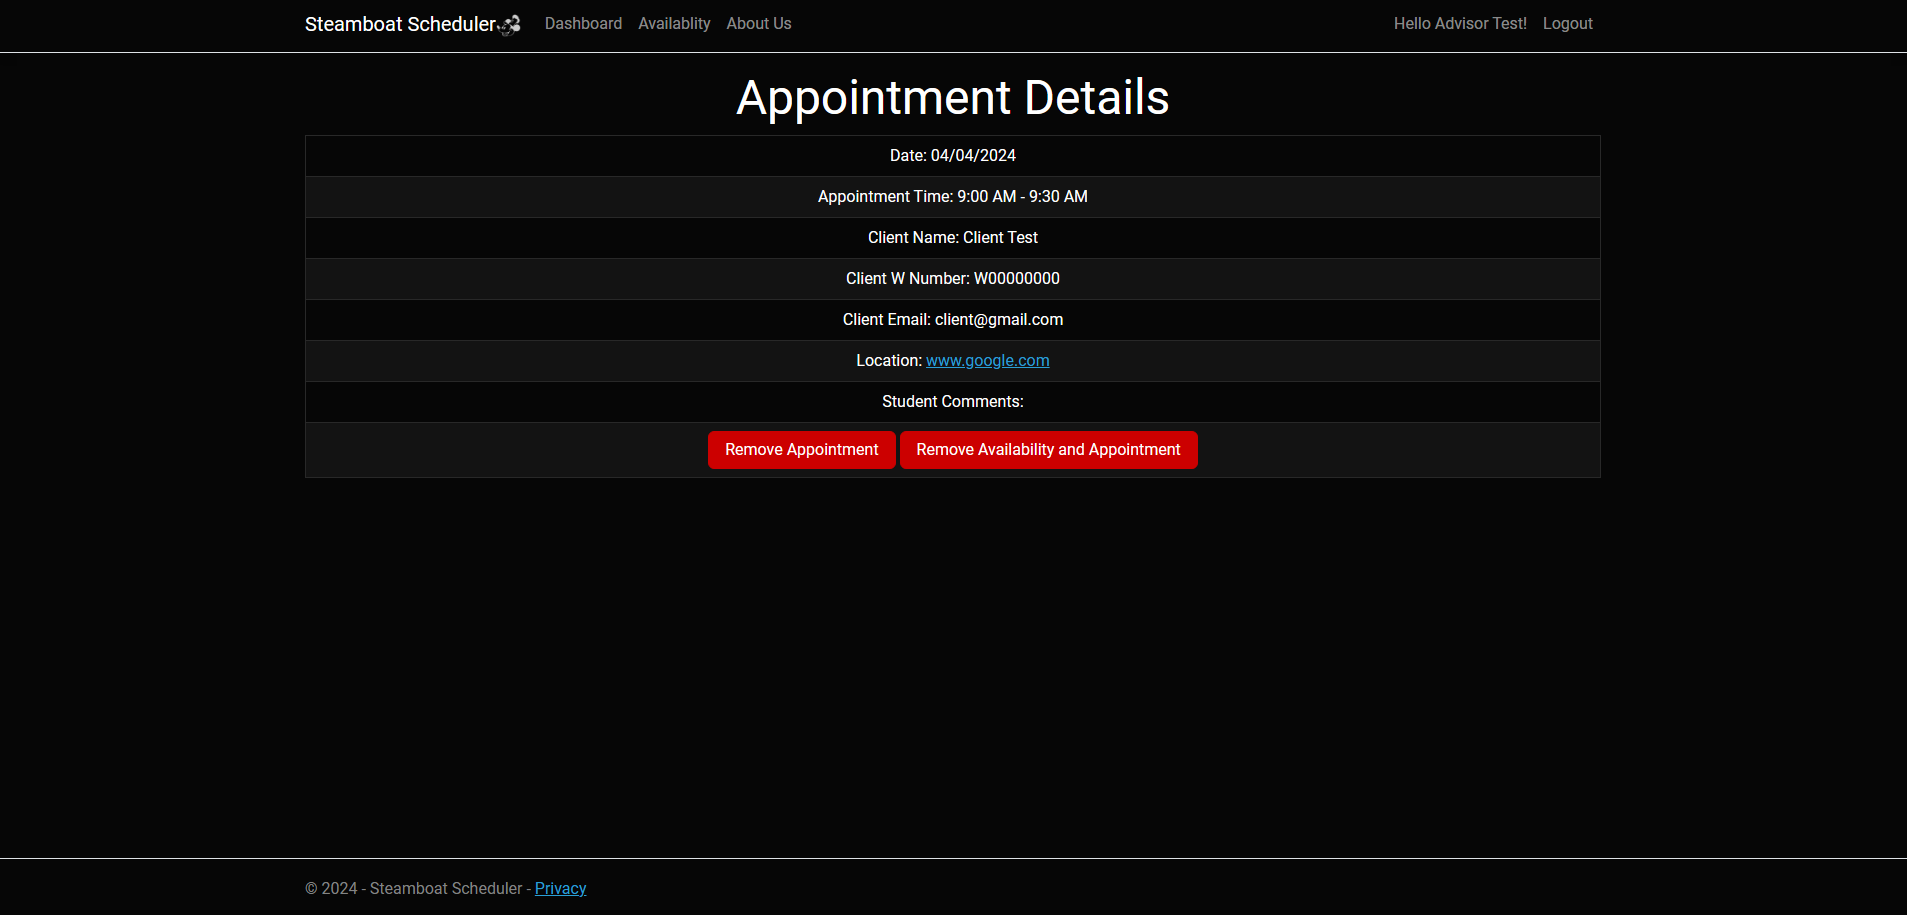 Steamboat Scheduler Dashboard Availablity About Us Hello Advisor Test! Logout
Appointment Details
Date: 04/04/2024
Appointment Time: 9:00 AM - 9:30 AM
Client Name: Client Test
Client W Number: W00000000
Client Email: client@gmail.com
Location: www.google.com
Student Comments:
Remove Appointment Remove Availability and Appointment
© 2024 - Steamboat Scheduler - Privacy